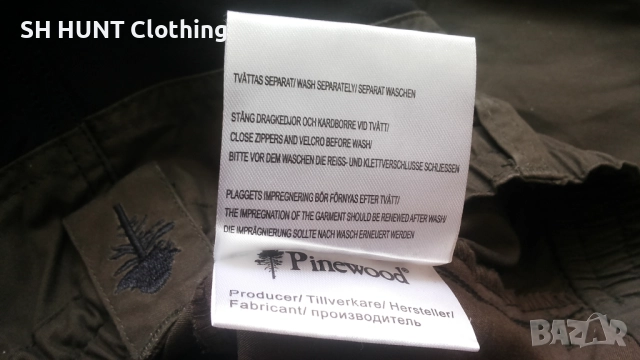 SH HUNT Clothing
TVÄTTAS SEPARAT/ WASH SEPARATELY/ SEPARAT WASCHEN
STÄNG DRAGKEDJOR OCH KARDBORRE VID TVÄTT/
CLOSE ZIPPERS AND VELCRO BEFORE WASH/
BITTE VOR DEM WASCHEN DIE REISS- UND KLETTVERSCHLUSSE SCHLIESSEN
PLAGGETS IMPREGNERING BÖR FÖRNYAS EFTER TVÄTT/
THE IMPREGNATION OF THE GARMENT SHOULD BE RENEWED AFTER WASH/
DIE IMPRÄGNIERUNG SOLLTE NACH WASCH ERNEUERT WERDEN
Pinewood®
Producer/ Tillverkare/ Hersteller/
Fabricant/ производитель
BAZAR
bg